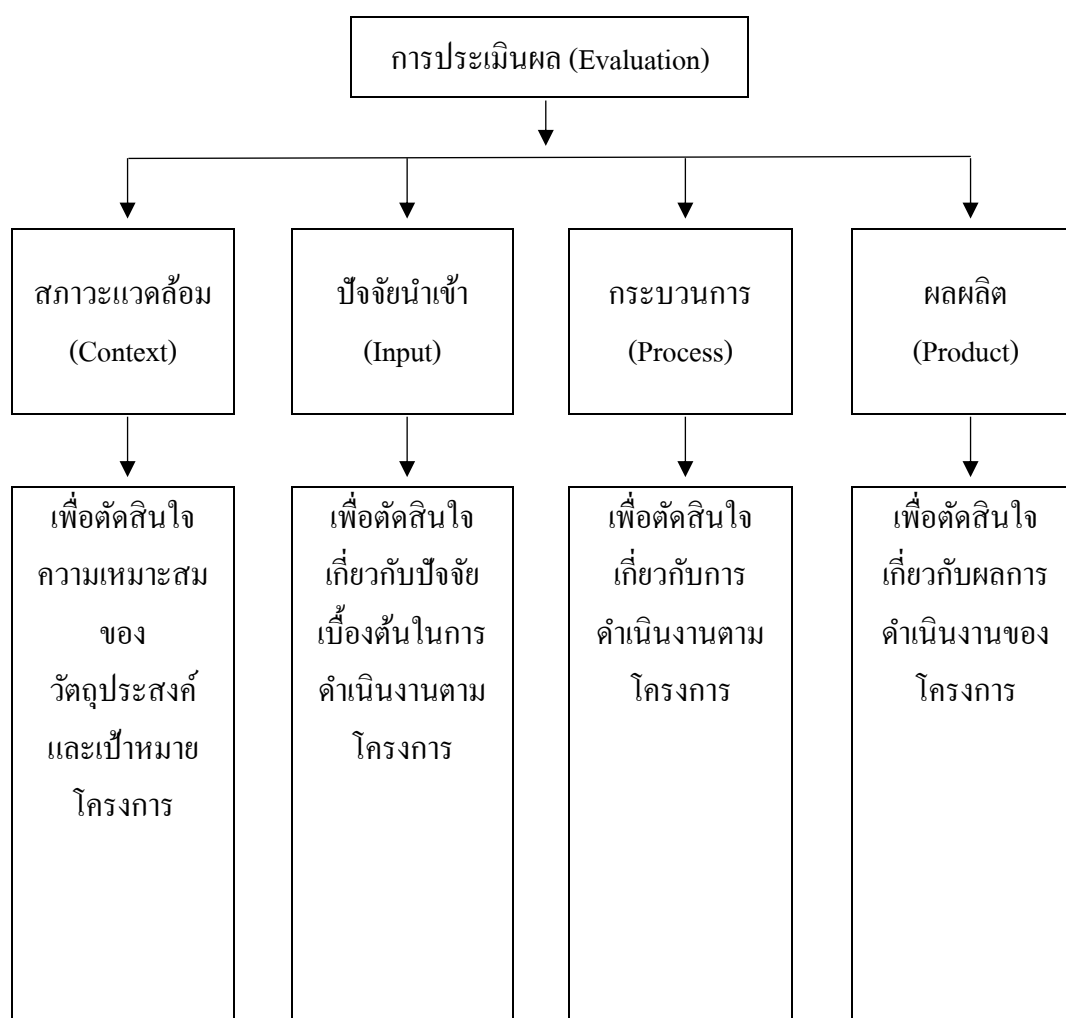 การประเมินผล (Evaluation)
สภาวะแวดล้อม
(Context)
ปัจจัยนำเข้า
(Input)
กระบวนการ
(Process)
ผลผลิต
(Product)
เพื่อตัดสินใจ
ความเหมาะสม
ของ
วัตถุประสงค์
และเป้าหมาย
โครงการ
เพื่อตัดสินใจ
เกี่ยวกับปัจจัย
เบื้องต้นในการ
ดำเนินงานตาม
โครงการ
เพื่อตัดสินใจ
เกี่ยวกับการ
ดำเนินงานตาม
โครงการ
เพื่อตัดสินใจ
เกี่ยวกับผลการ
ดำเนินงานของ
โครงการ